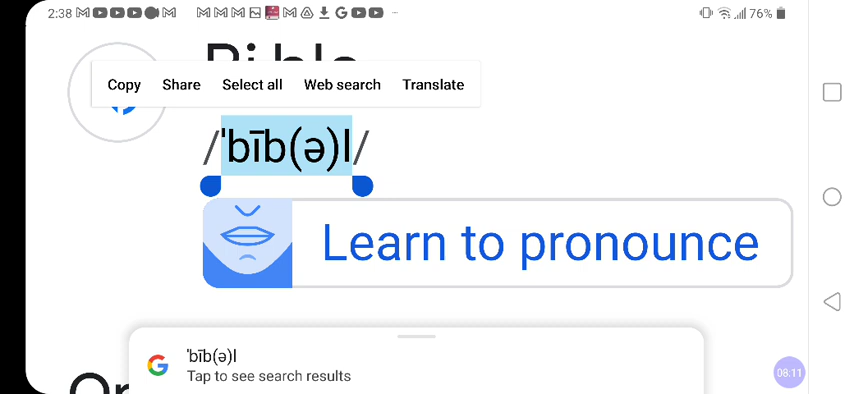 2:38 76%
Bible
Copy Share Select all Web search Translate
/ˈbīb(ə)l/
Learn to pronounce
ˈbīb(ə)l
Tap to see search results
08:11